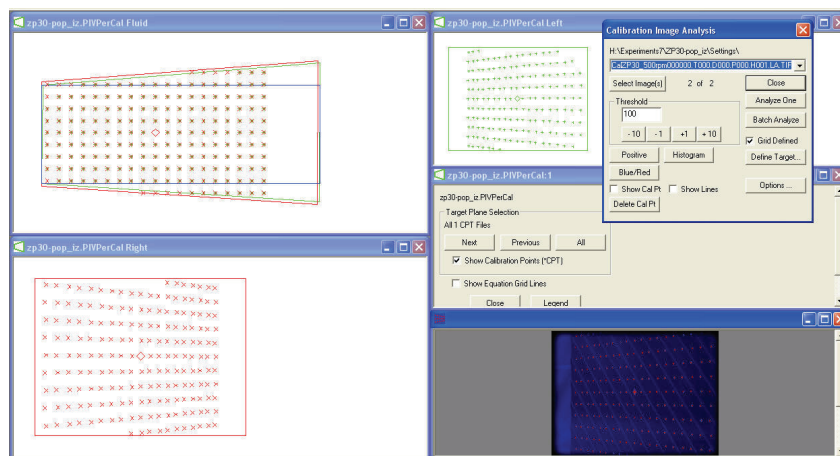 zp30-pop_iz.PIVPerCal Fluid
zp30-pop_iz.PIVPerCal Left
Calibration Image Analysis
H:\Experiments7\ZP30-pop_iz\Settings\
CalZP30_500rpm000000.T000.D000.P000.H001.LA.TIF
Select Image(s)
2 of 2
Close
Threshold
100
Analyze One
Batch Analyze
-10
-1
+1
+10
Grid Defined
Positive
Histogram
Define Target...
Blue/Red
Show Cal Pt
Show Lines
Options ...
Delete Cal Pt
zp30-pop_iz.PIVPerCal:1
zp30-pop_iz.PIVPerCal
Target Plane Selection
All 1 CPT Files
Next
Previous
All
Show Calibration Points (*CPT)
Show Equation Grid Lines
Close
Legend
zp30-pop_iz.PIVPerCal Right